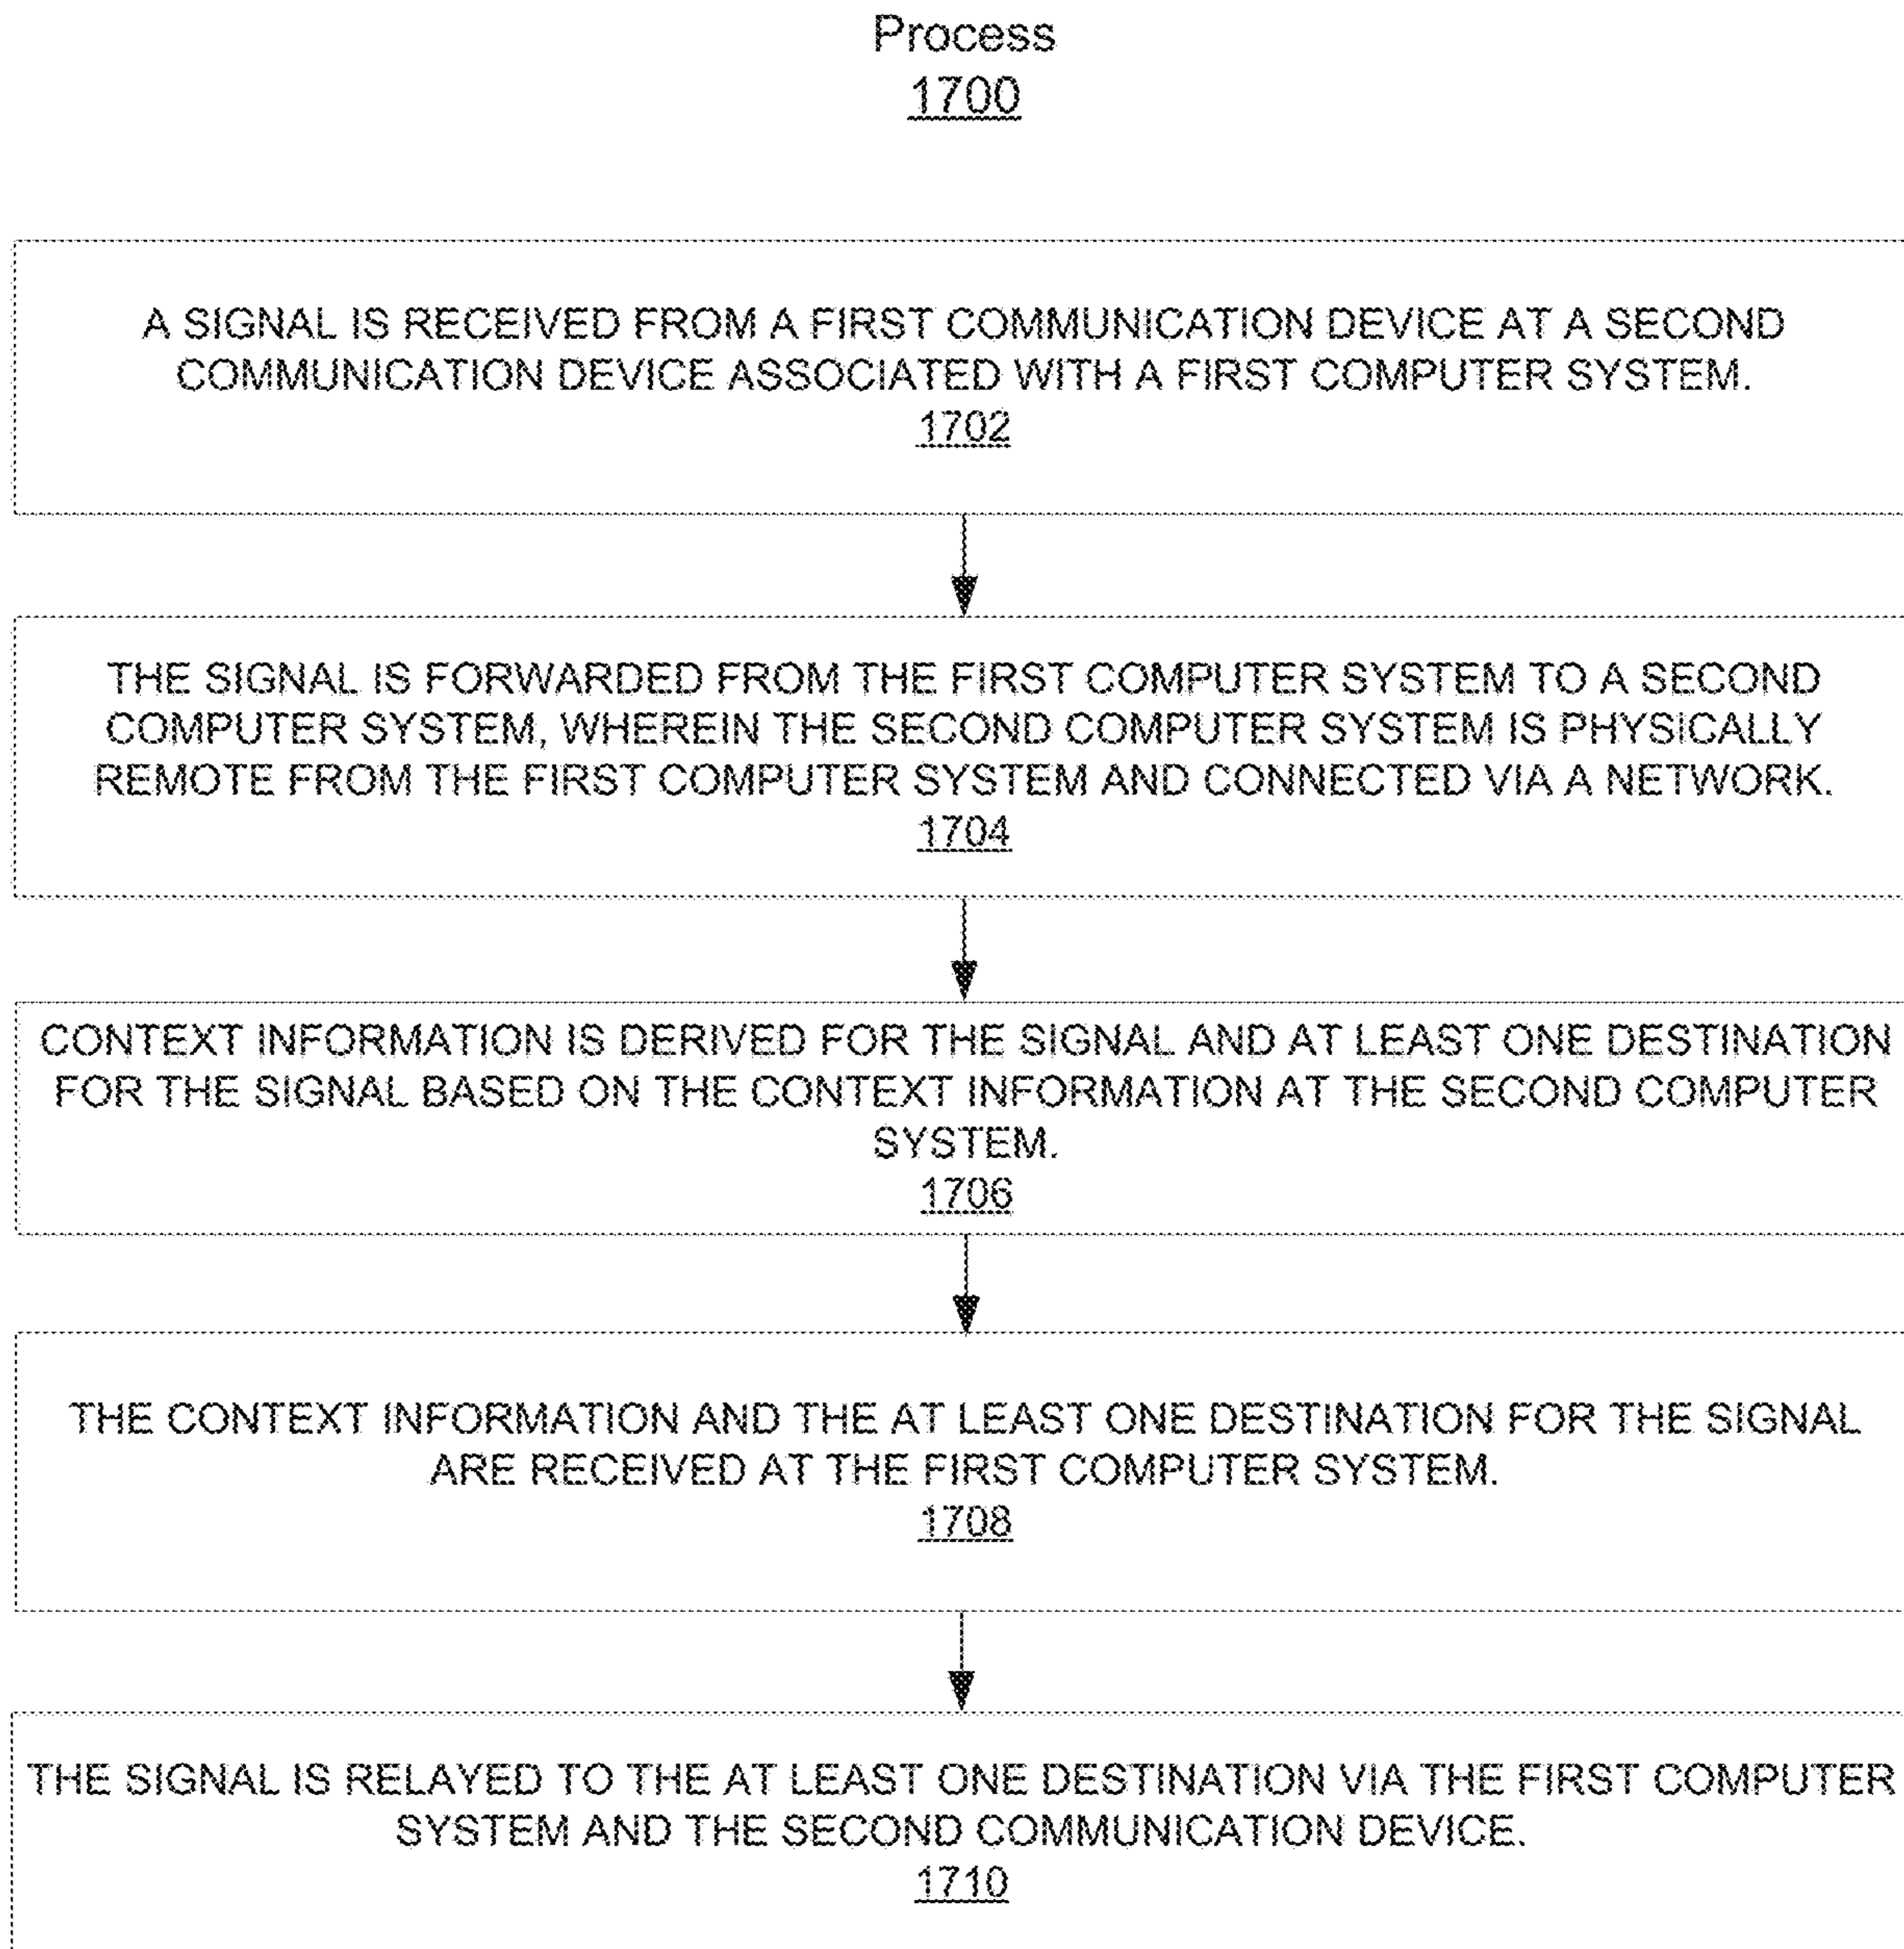 Process
1700
A SIGNAL IS RECEIVED FROM A FIRST COMMUNICATION DEVICE AT A SECOND
COMMUNICATION DEVICE ASSOCIATED WITH A FIRST COMPUTER SYSTEM.
1702
THE SIGNAL IS FORWARDED FROM THE FIRST COMPUTER SYSTEM TO A SECOND
COMPUTER SYSTEM, WHEREIN THE SECOND COMPUTER SYSTEM IS PHYSICALLY
REMOTE FROM THE FIRST COMPUTER SYSTEM AND CONNECTED VIA A NETWORK.
1704
CONTEXT INFORMATION IS DERIVED FOR THE SIGNAL AND AT LEAST ONE DESTINATION
FOR THE SIGNAL BASED ON THE CONTEXT INFORMATION AT THE SECOND COMPUTER
SYSTEM.
1706
THE CONTEXT INFORMATION AND THE AT LEAST ONE DESTINATION FOR THE SIGNAL
ARE RECEIVED AT THE FIRST COMPUTER SYSTEM.
1708
THE SIGNAL IS RELAYED TO THE AT LEAST ONE DESTINATION VIA THE FIRST COMPUTER
SYSTEM AND THE SECOND COMMUNICATION DEVICE.
1710